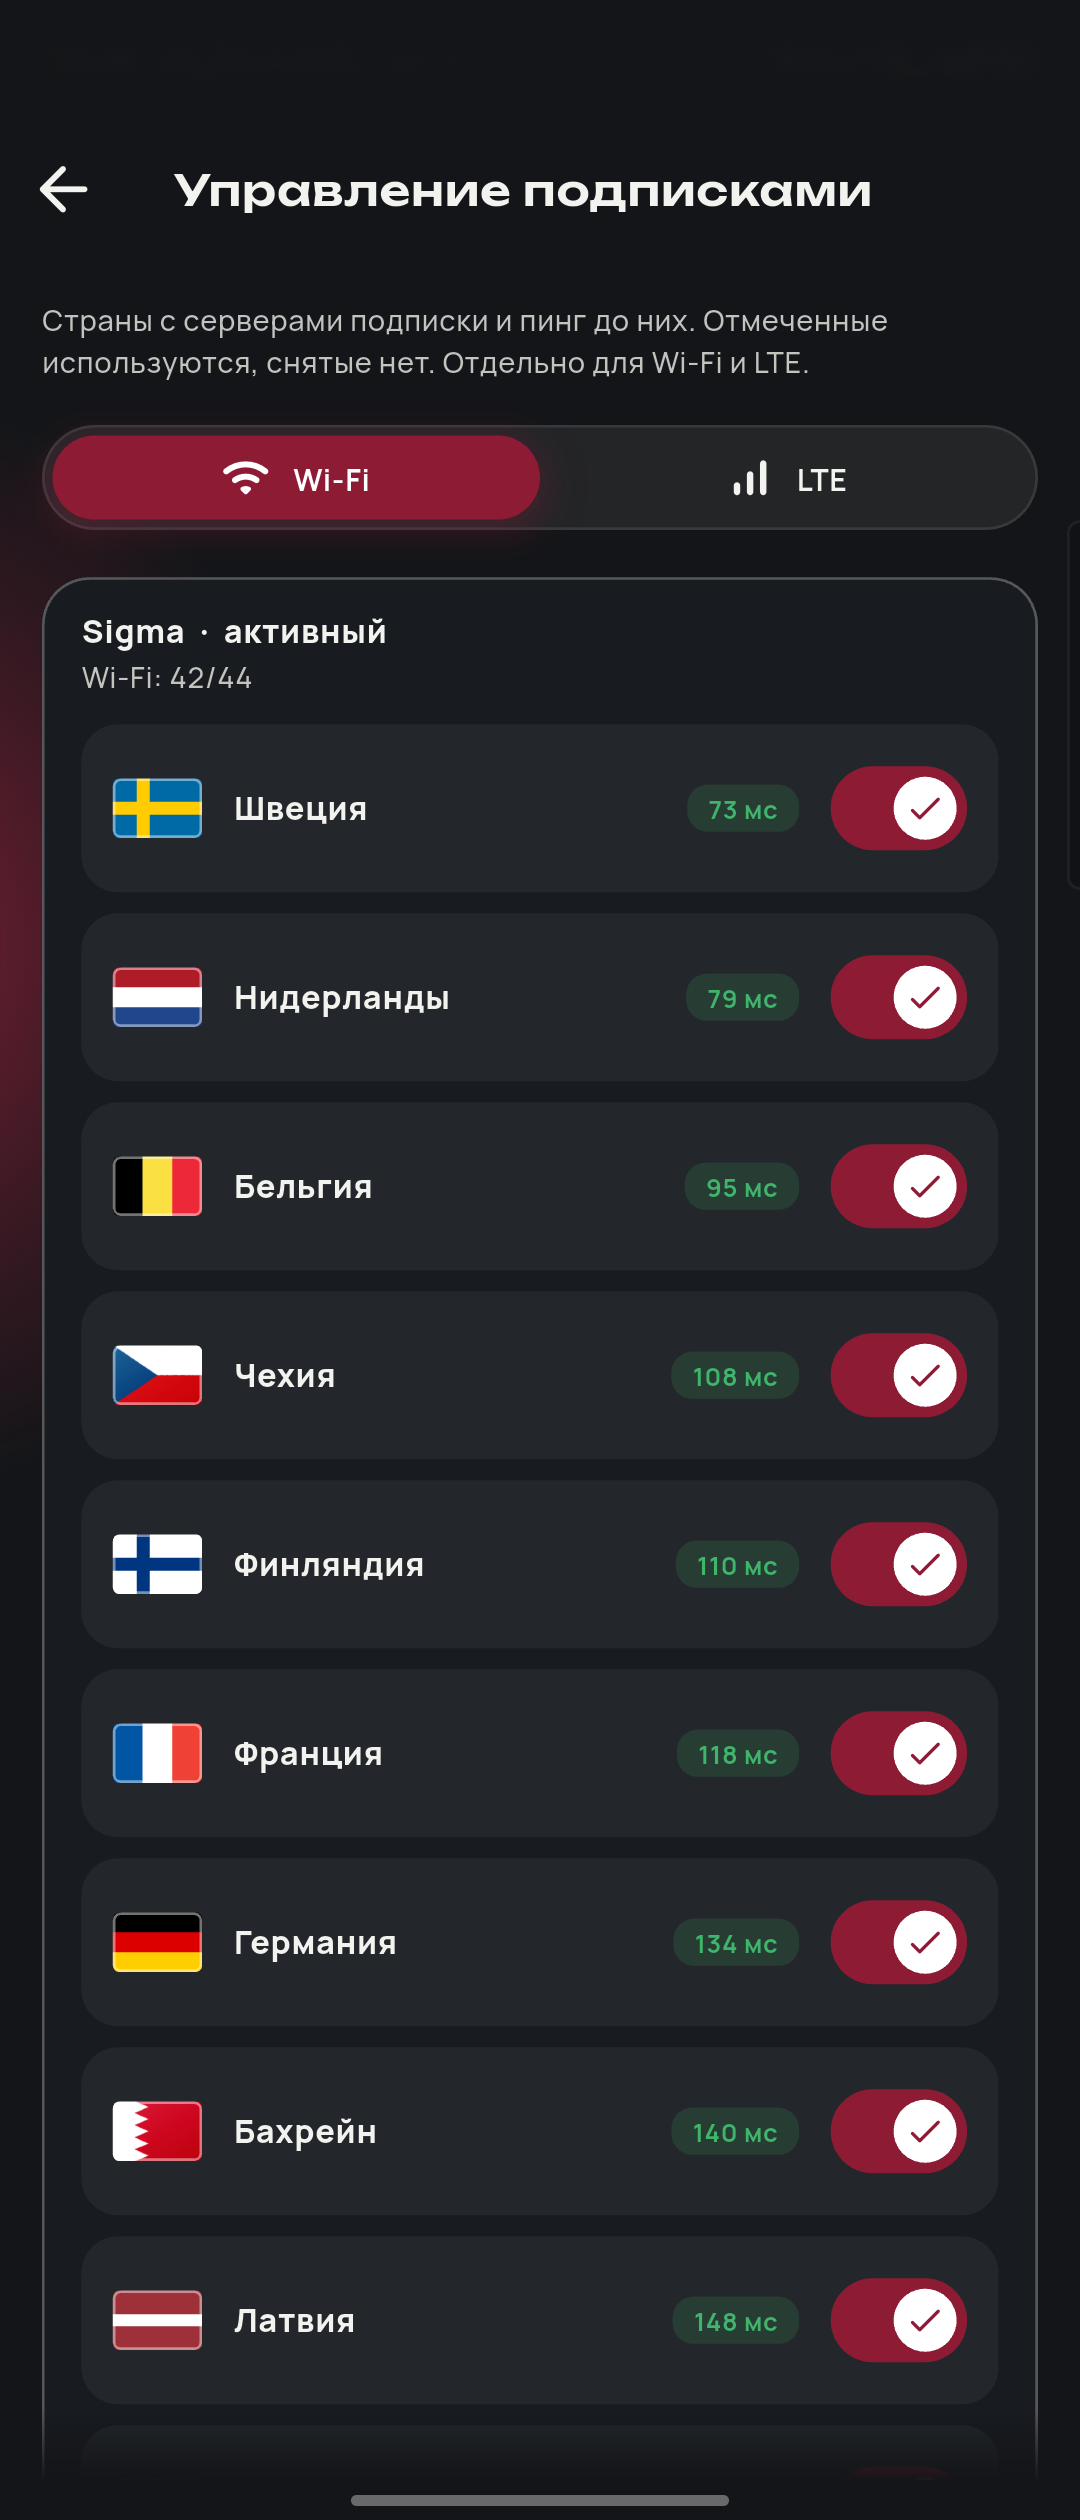 Управление подписками
Страны с серверами подписки и пинг до них. Отмеченные
используются, снятые нет. Отдельно для Wi-Fi и LTE.
Wi-Fi
LTE
Sigma · активный
Wi-Fi: 42/44
Швеция
73 мс
Нидерланды
79 мс
Бельгия
95 мс
Чехия
108 мс
Финляндия
110 мс
Франция
118 мс
Германия
134 мс
Бахрейн
140 мс
Латвия
148 мс